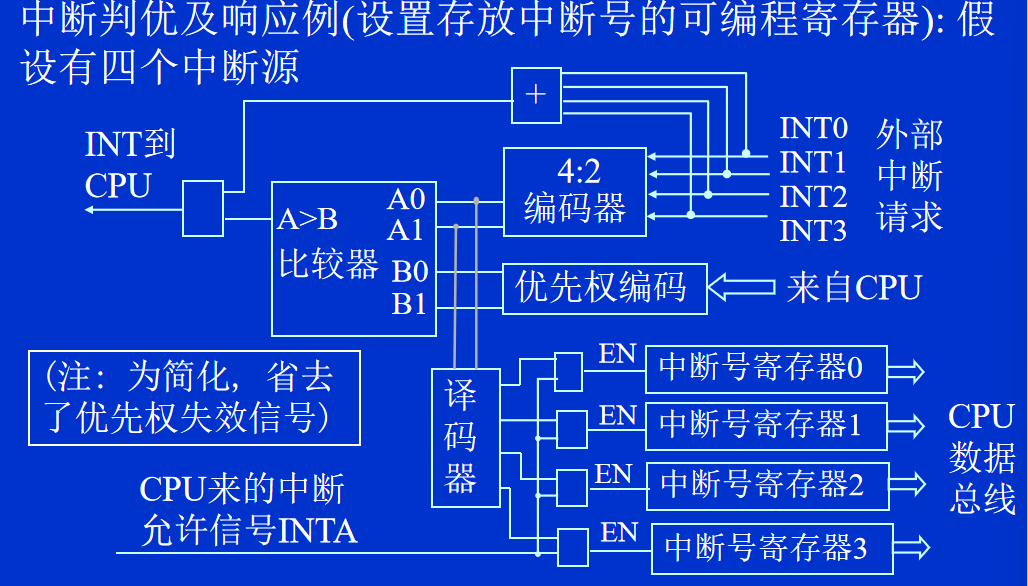 中断判优及响应例(设置存放中断号的可编程寄存器): 假
设有四个中断源
+
INT到
CPU
A>B
比较器
A0
A1
B0
B1
4:2
编码器
INT0
INT1
INT2
INT3
外部
中断
请求
优先权编码
来自CPU
(注：为简化，省去
了优先权失效信号)
译
码
器
EN
中断号寄存器0
EN
中断号寄存器1
EN
中断号寄存器2
EN
中断号寄存器3
CPU
数据
总线
CPU来的中断
允许信号INTA